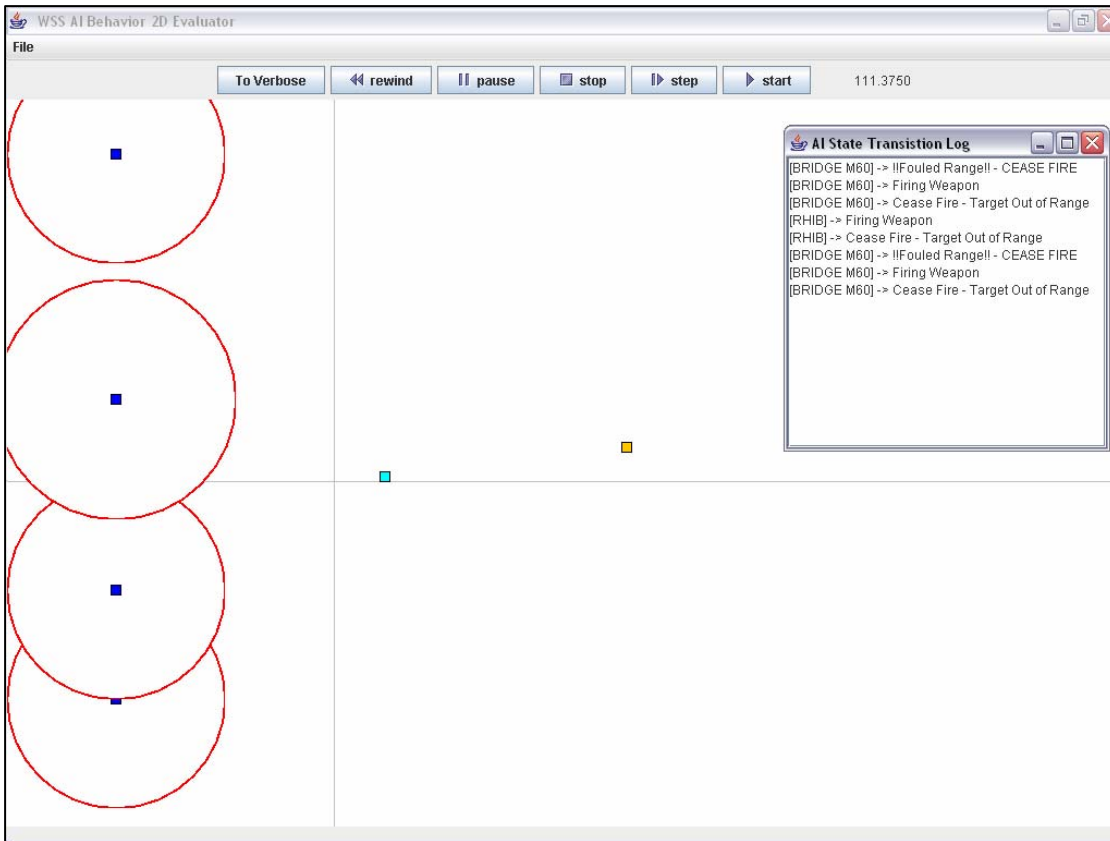 WSS AI Behavior 2D Evaluator
File
To Verbose rewind pause stop step start 111.3750
AI State Transistion Log
[BRIDGE M60] -> !!Fouled Range!! - CEASE FIRE
[BRIDGE M60] -> Firing Weapon
[BRIDGE M60] -> Cease Fire - Target Out of Range
[RHIB] -> Firing Weapon
[RHIB] -> Cease Fire - Target Out of Range
[BRIDGE M60] -> !!Fouled Range!! - CEASE FIRE
[BRIDGE M60] -> Firing Weapon
[BRIDGE M60] -> Cease Fire - Target Out of Range